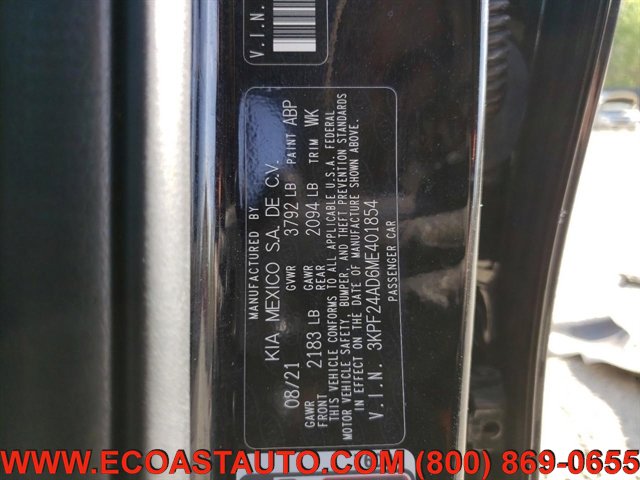 V.I.N.
MANUFACTURED BY
KIA MEXICO S.A. DE C.V.
08/21 GVWR 3792 LB PAINT ABP
GAWR FRONT 2183 LB GAWR REAR 2094 LB TRIM WK
THIS VEHICLE CONFORMS TO ALL APPLICABLE U.S.A. FEDERAL
MOTOR VEHICLE SAFETY, BUMPER, AND THEFT PREVENTION STANDARDS
IN EFFECT ON THE DATE OF MANUFACTURE SHOWN ABOVE.
V.I.N. 3KPF24AD6ME401854
PASSENGER CAR
WWW.ECOASTAUTO.COM (800) 869-0655